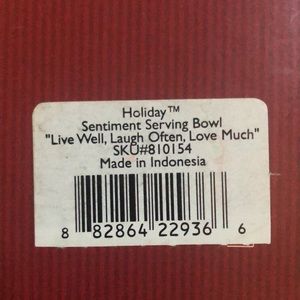 Holiday™
Sentiment Serving Bowl
"Live Well, Laugh Often, Love Much"
SKU#810154
Made in Indonesia
8 82864 22936 6